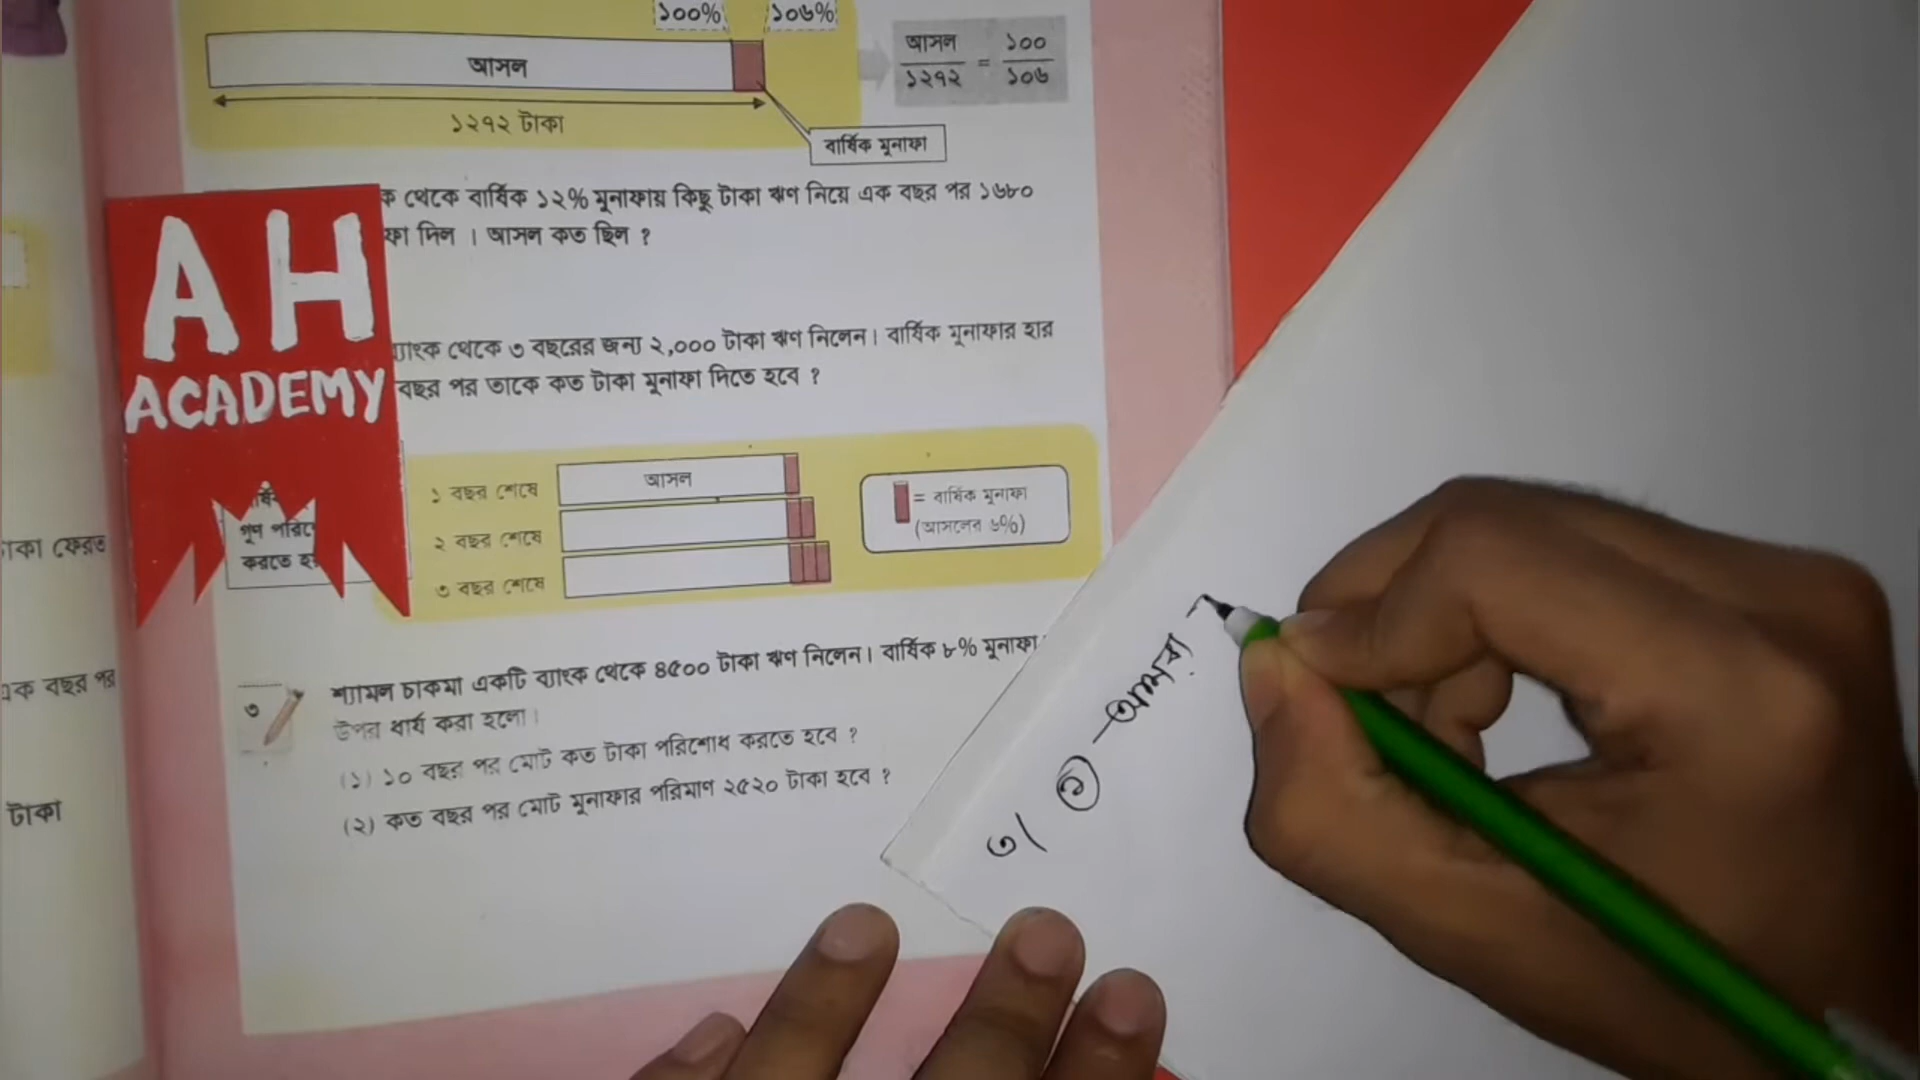 ১০০% ১০৬%
আসল
১২৭২ টাকা
বার্ষিক মুনাফা
আসল/১২৭২ = ১০০/১০৬
ক থেকে বার্ষিক ১২% মুনাফায় কিছু টাকা ঋণ নিয়ে এক বছর পর ১৬৮০
ফা দিল । আসল কত ছিল ?
AH
ACADEMY
ব্যাংক থেকে ৩ বছরের জন্য ২,০০০ টাকা ঋণ নিলেন। বার্ষিক মুনাফার হার
বছর পর তাকে কত টাকা মুনাফা দিতে হবে ?
গুণ পরিে
করতে হ
১ বছর শেষে আসল
২ বছর শেষে
৩ বছর শেষে
= বার্ষিক মুনাফা
(আসলের ৬%)
৩
শ্যামল চাকমা একটি ব্যাংক থেকে ৪৫০০ টাকা ঋণ নিলেন। বার্ষিক ৮% মুনাফা
উপর ধার্য করা হলো।
(১) ১০ বছর পর মোট কত টাকা পরিশোধ করতে হবে ?
(২) কত বছর পর মোট মুনাফার পরিমাণ ২৫২০ টাকা হবে ?
টাকা ফেরত
এক বছর পর
টাকা
৩। ১ আমরা